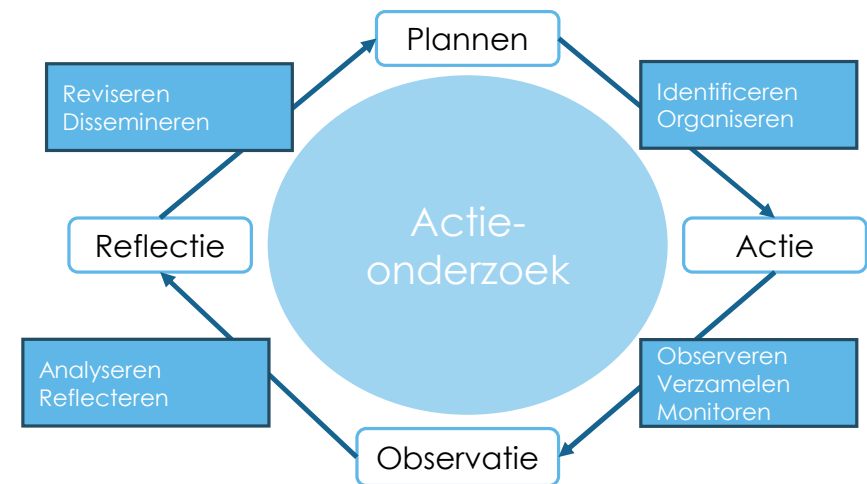 Plannen
Reviseren
Dissemineren
Identificeren
Organiseren
Actie-
onderzoek
Reflectie
Actie
Analyseren
Reflecteren
Observeren
Verzamelen
Monitoren
Observatie